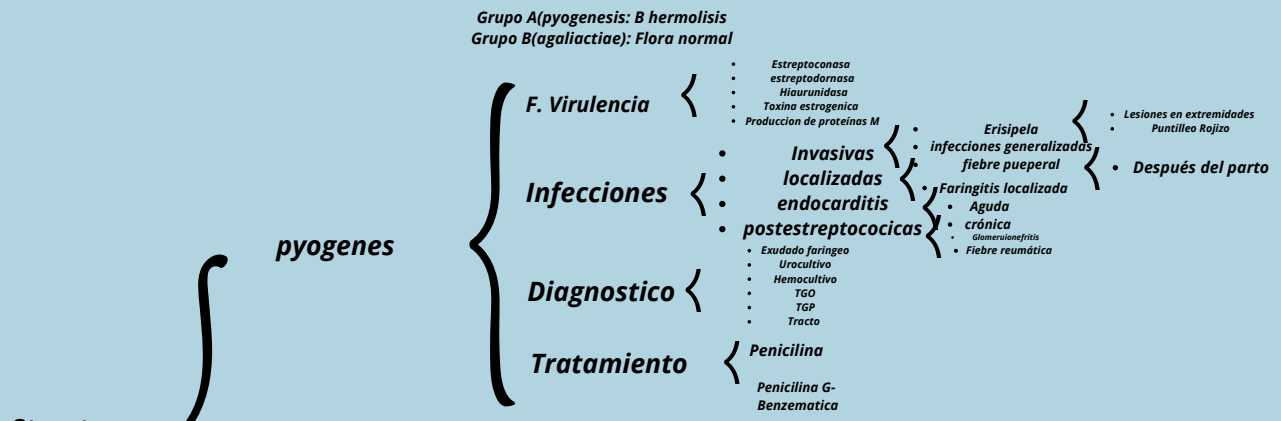 Grupo A(pyogenesis: B hermolisis
Grupo B(agaliactiae): Flora normal
pyogenes
F. Virulencia
Estreptoconasa
estreptodornasa
Hiaurunidasa
Toxina estrogenica
Produccion de proteínas M
Infecciones
Invasivas
localizadas
endocarditis
postestreptococicas
Erisipela
infecciones generalizadas
fiebre pueperal
Lesiones en extremidades
Puntilleo Rojizo
Después del parto
Faringitis localizada
Aguda
crónica
Glomeruionefritis
Fiebre reumática
Diagnostico
Exudado faringeo
Urocultivo
Hemocultivo
TGO
TGP
Tracto
Tratamiento
Penicilina
Penicilina G-
Benzematica